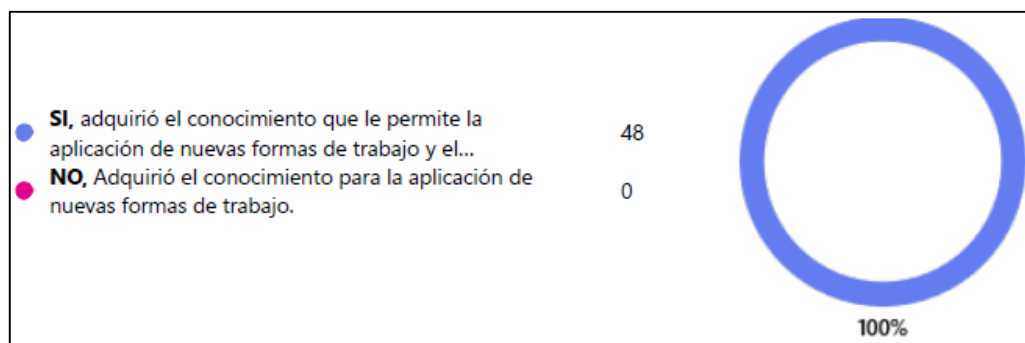 SI, adquirió el conocimiento que le permite la
aplicación de nuevas formas de trabajo y el...
48
NO, Adquirió el conocimiento para la aplicación de
nuevas formas de trabajo.
0
100%